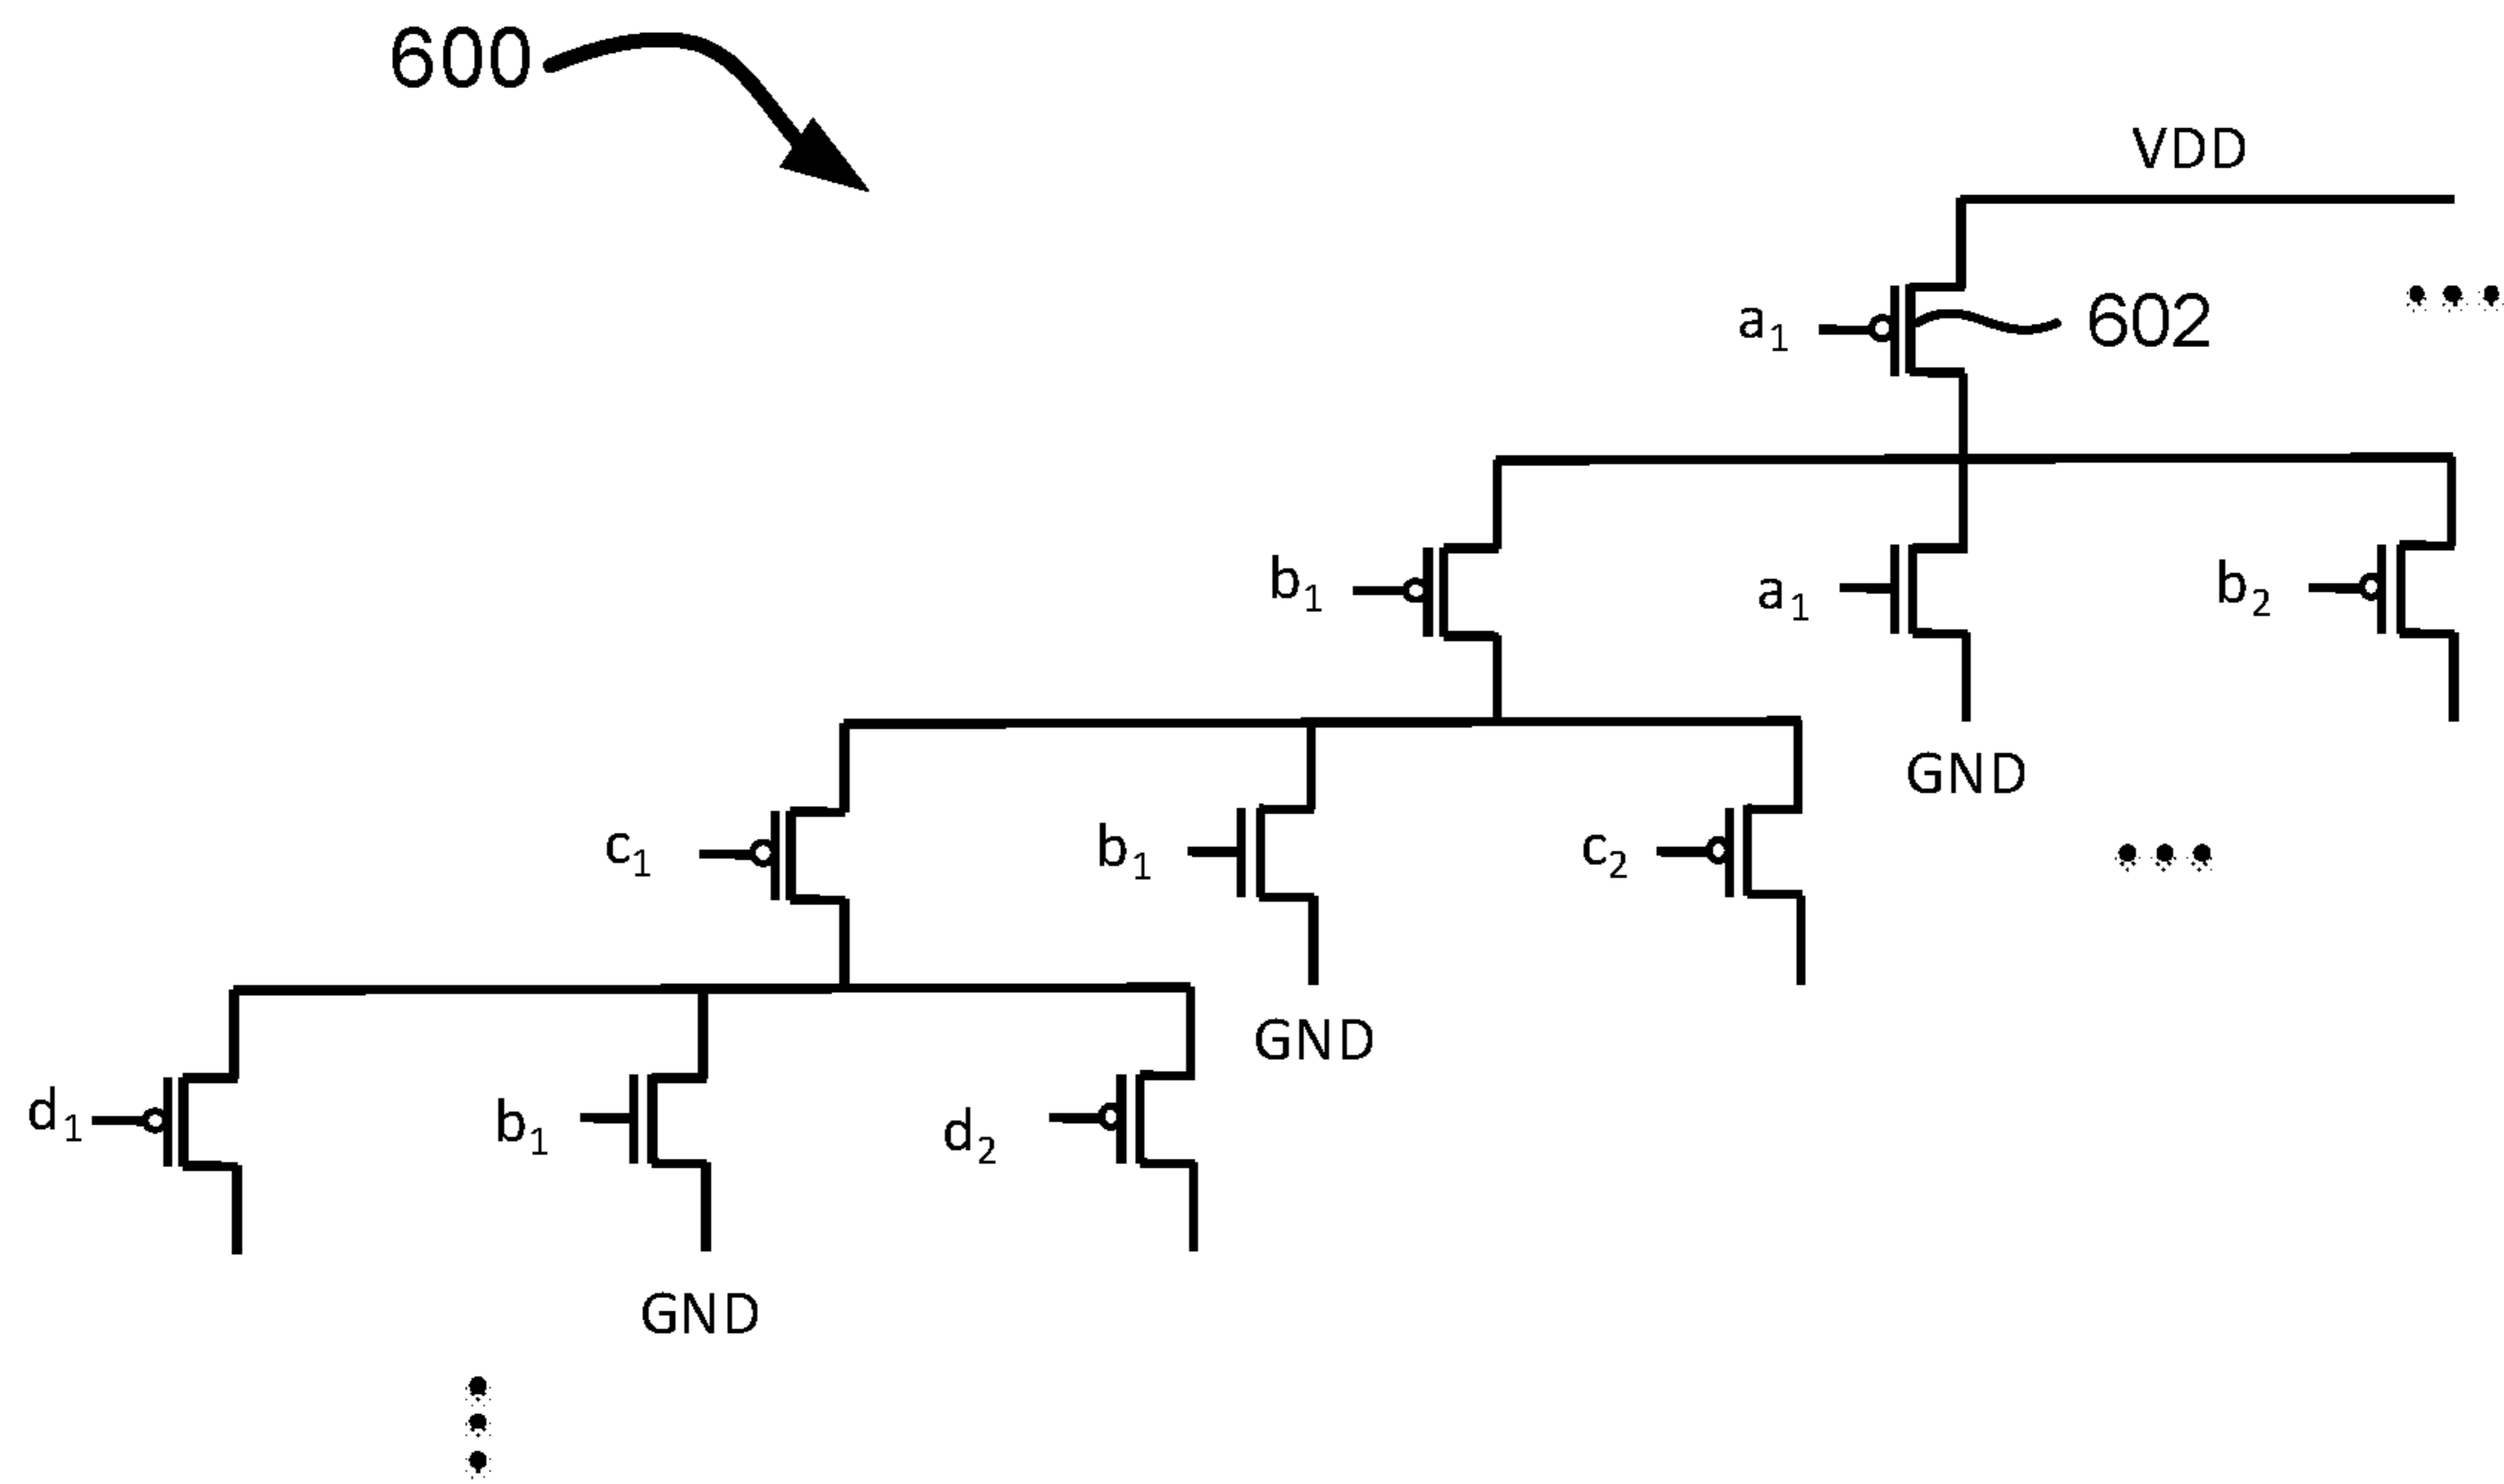 600
VDD
a₁
602
b₁
a₁
b₂
GND
c₁
b₁
c₂
GND
d₁
b₁
d₂
GND